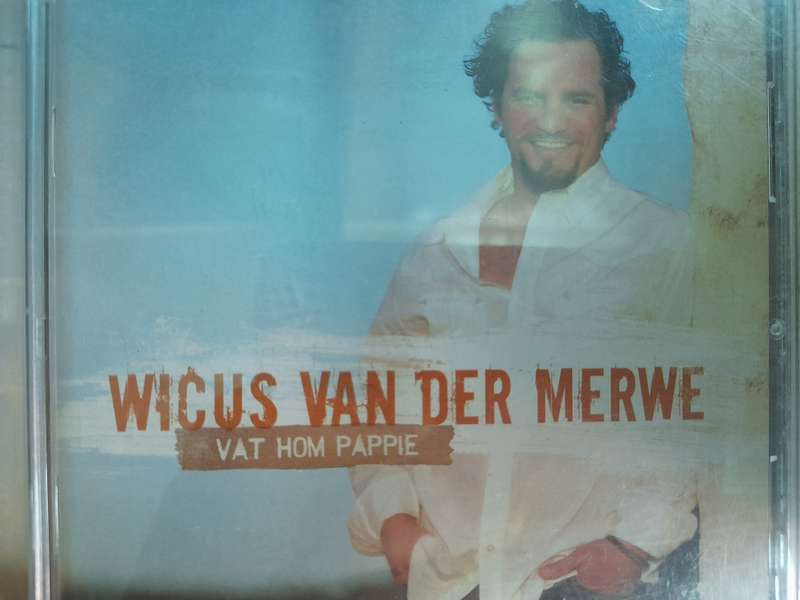 WICUS VAN DER MERWE
VAT HOM PAPPIE